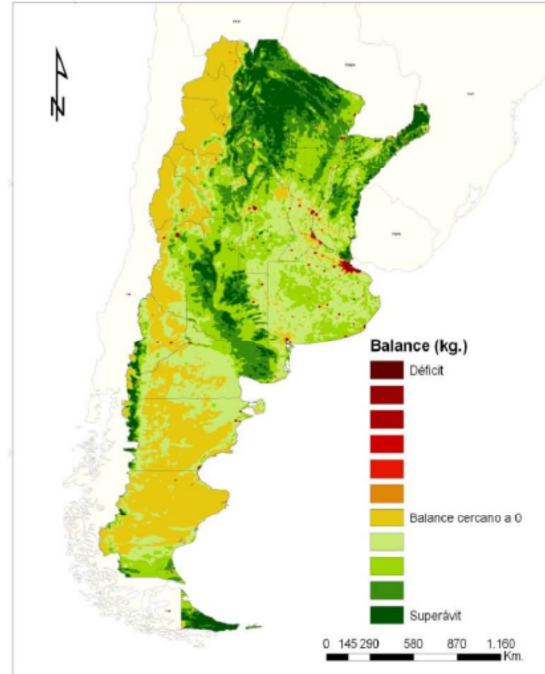 N
Balance (kg.)
Déficit
Balance cercano a 0
Superávit
0 145 290 580 870 1.160
Km.